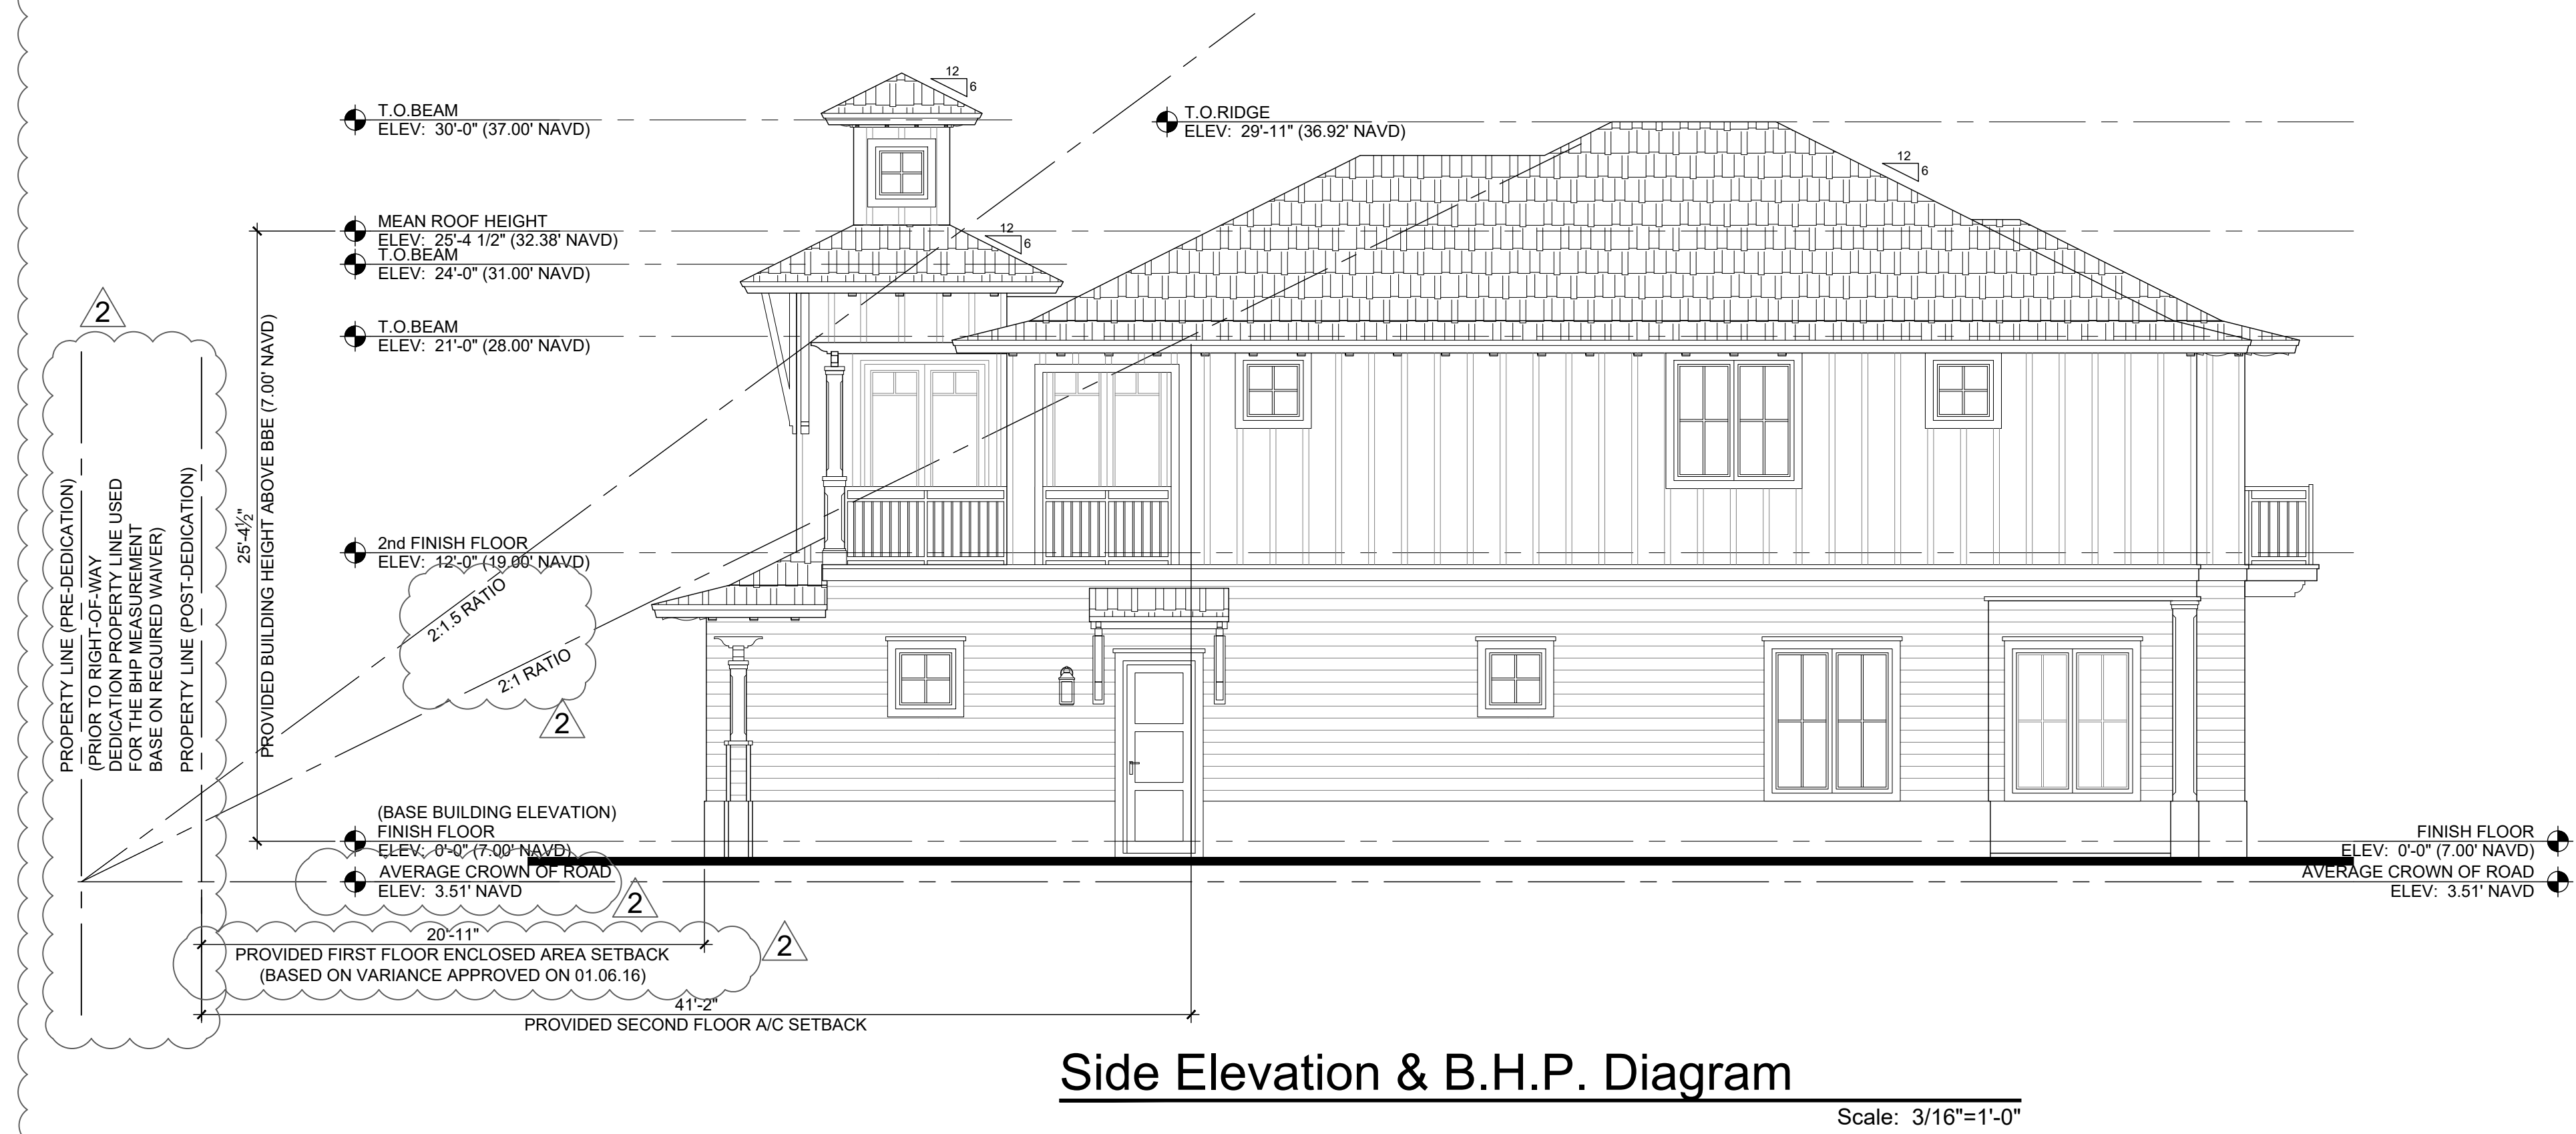 12
6
T.O.BEAM
ELEV: 30'-0" (37.00' NAVD)
T.O.RIDGE
ELEV: 29'-11" (36.92' NAVD)
12
6
MEAN ROOF HEIGHT
ELEV: 25'-4 1/2" (32.38' NAVD)
12
6
T.O.BEAM
ELEV: 24'-0" (31.00' NAVD)
2
T.O.BEAM
ELEV: 21'-0" (28.00' NAVD)
PROPERTY LINE (PRE-DEDICATION)
(PRIOR TO RIGHT-OF-WAY
DEDICATION PROPERTY LINE USED
FOR THE BHP MEASUREMENT
BASE ON REQUIRED WAIVER)
PROPERTY LINE (POST-DEDICATION)
25'-4½"
PROVIDED BUILDING HEIGHT ABOVE BBE (7.00' NAVD)
2nd FINISH FLOOR
ELEV: 12'-0" (19.00' NAVD)
2:1.5 RATIO
2:1 RATIO
2
(BASE BUILDING ELEVATION)
FINISH FLOOR
ELEV: 0'-0" (7.00' NAVD)
AVERAGE CROWN OF ROAD
ELEV: 3.51' NAVD
2
FINISH FLOOR
ELEV: 0'-0" (7.00' NAVD)
AVERAGE CROWN OF ROAD
ELEV: 3.51' NAVD
20'-11"
PROVIDED FIRST FLOOR ENCLOSED AREA SETBACK
(BASED ON VARIANCE APPROVED ON 01.06.16)
2
41'-2"
PROVIDED SECOND FLOOR A/C SETBACK
Side Elevation & B.H.P. Diagram
Scale: 3/16"=1'-0"